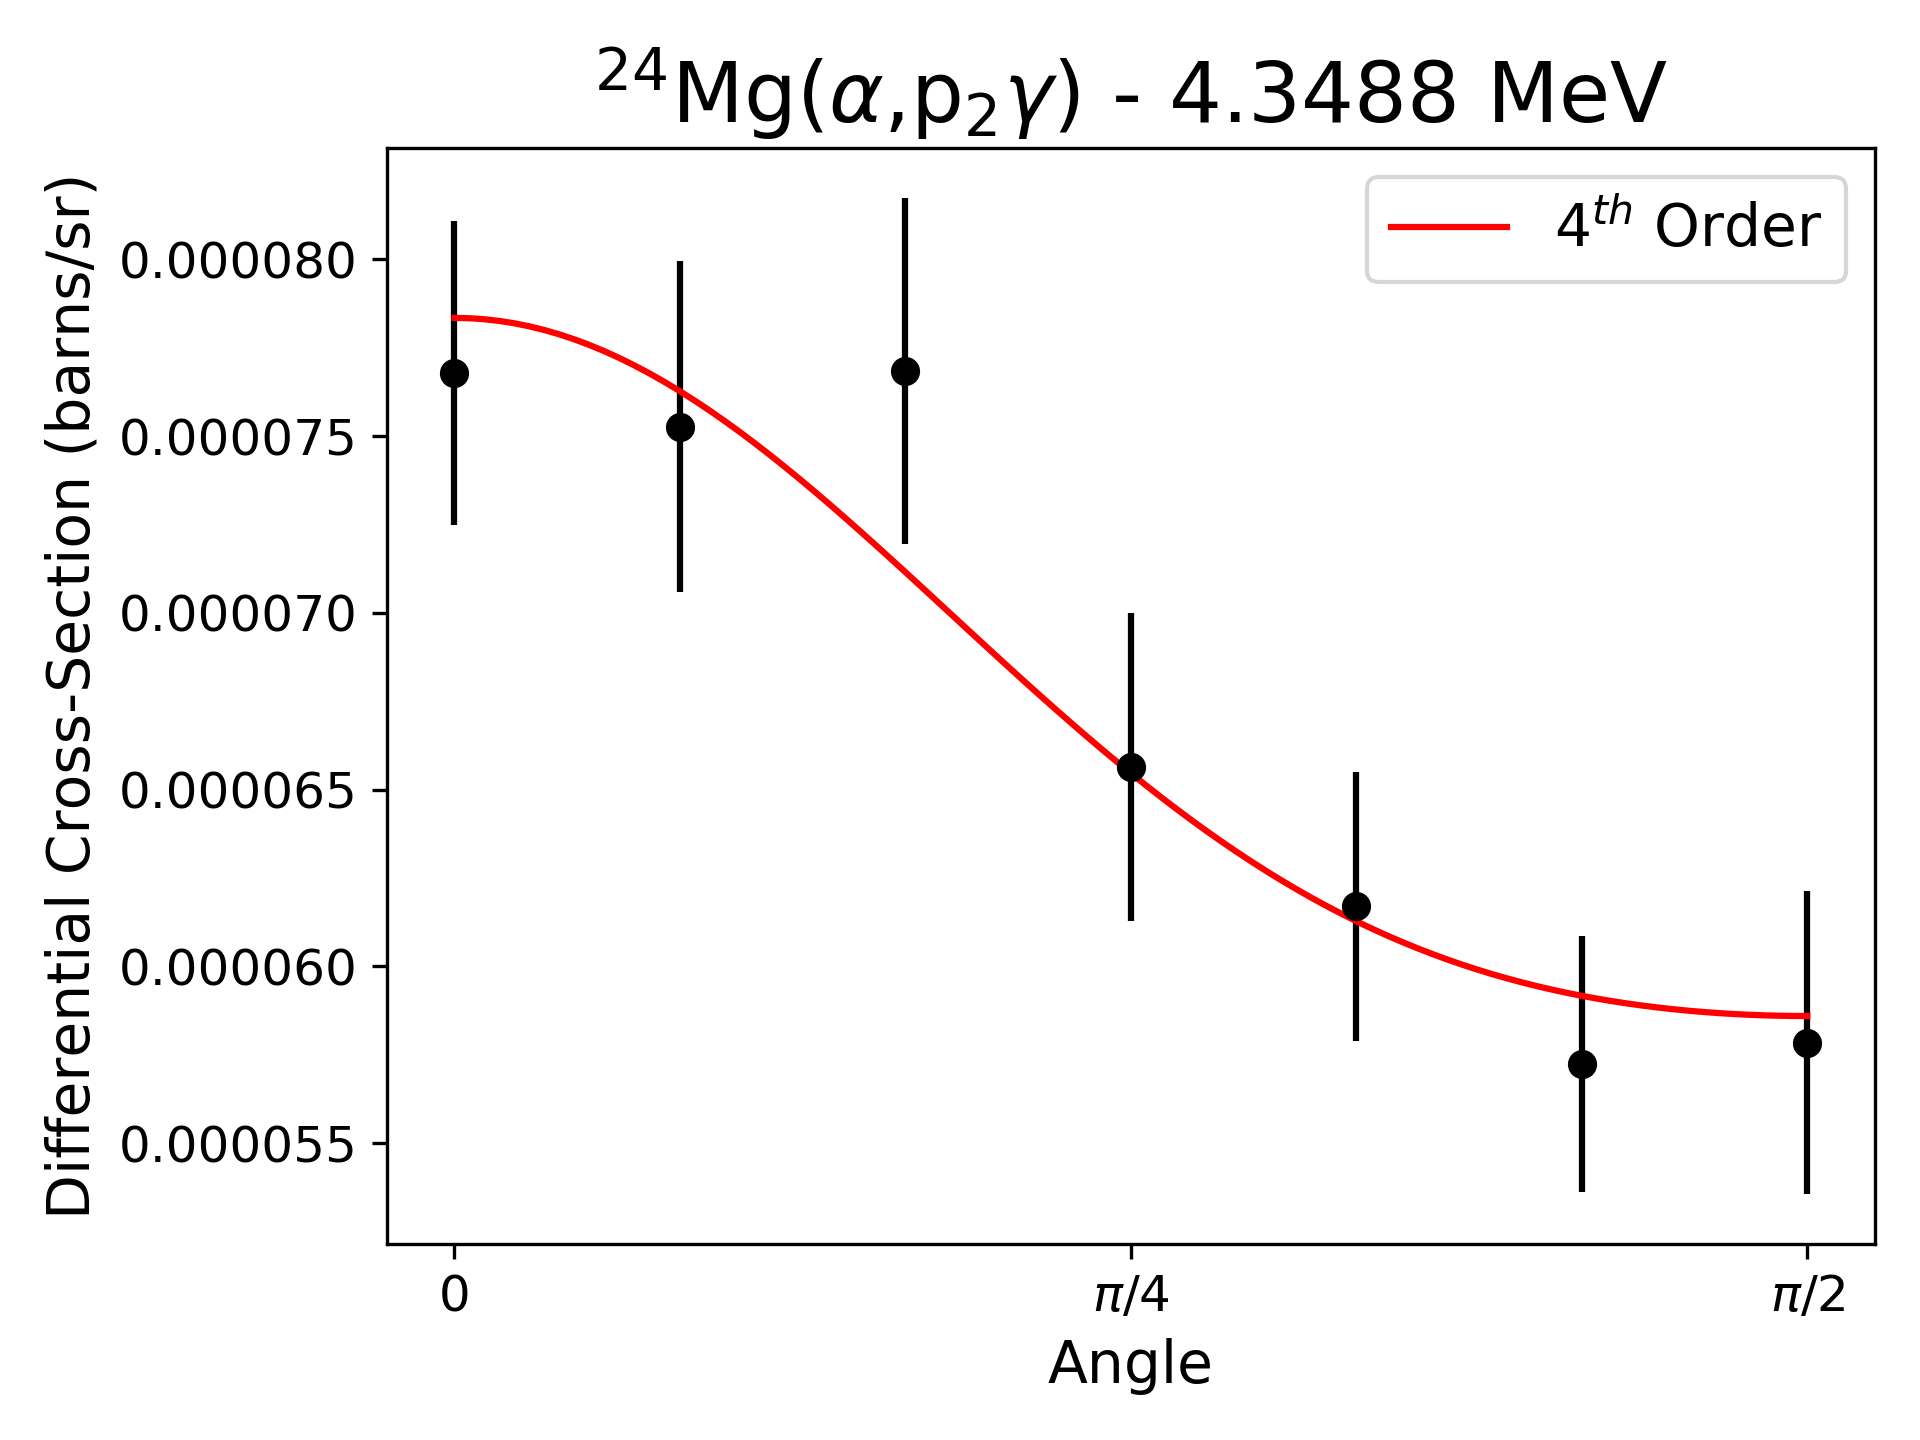 ²⁴Mg(α,p₂γ) - 4.3488 MeV
4ᵗʰ Order
Differential Cross-Section (barns/sr)
0.000080
0.000075
0.000070
0.000065
0.000060
0.000055
0 π/4 π/2
Angle